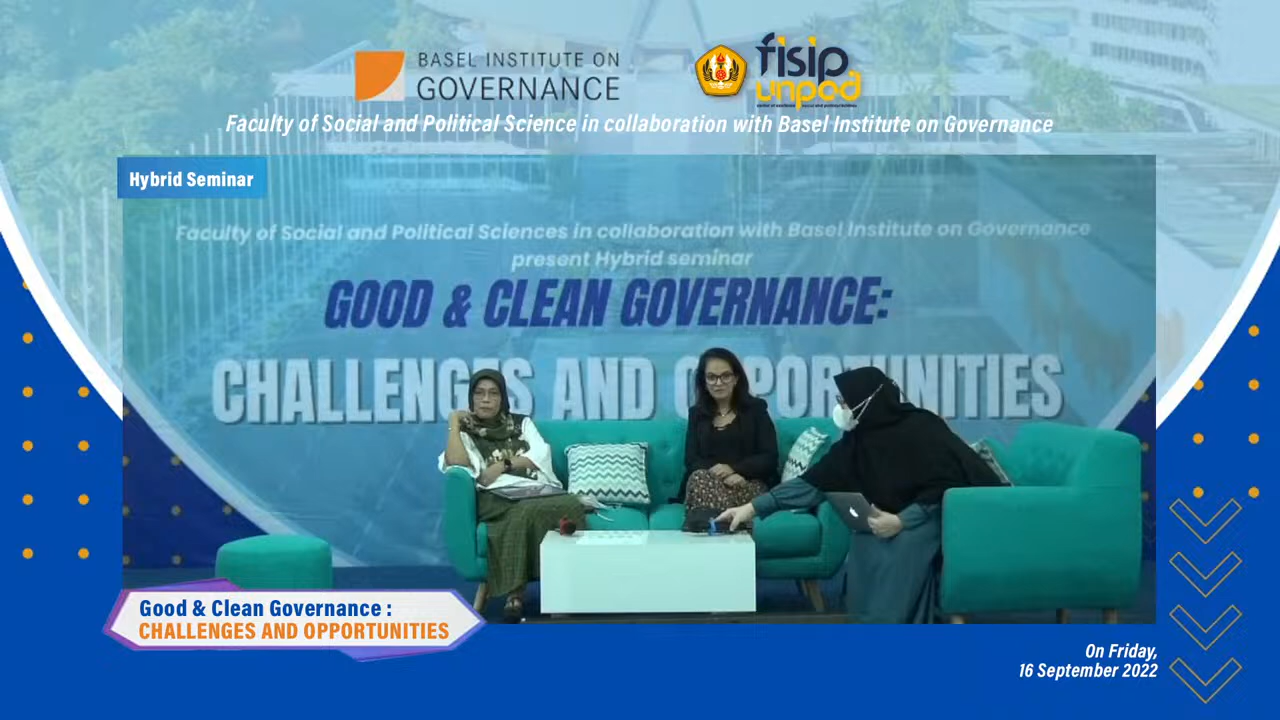 BASEL INSTITUTE ON
GOVERNANCE
fisip
unpad
Faculty of Social and Political Science in collaboration with Basel Institute on Governance
Hybrid Seminar
Faculty of Social and Political Sciences in collaboration with Basel Institute on Governance
present Hybrid seminar
GOOD & CLEAN GOVERNANCE:
CHALLENGES AND OPPORTUNITIES
Good & Clean Governance :
CHALLENGES AND OPPORTUNITIES
On Friday,
16 September 2022